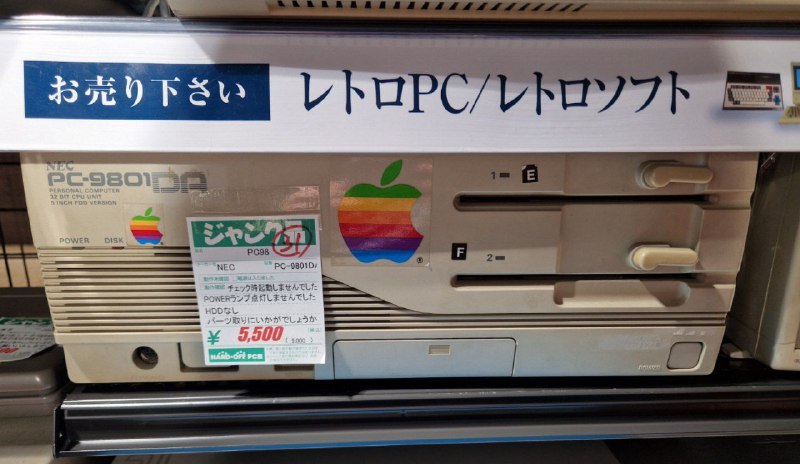 お売り下さい
レトロPC/レトロソフト
NEC
PC-9801DA
PERSONAL COMPUTER
32 BIT CPU UNIT
5 INCH FDD VERSION
POWER DISK
1
E
F
2
ジャンク品
31
PC98
NEC PC-9801D
チェック時起動しませんでした
POWERランプ点灯しませんでした
HDDなし
パーツ取りにいかがでしょうか
¥5,500
HARD-OFF PCS